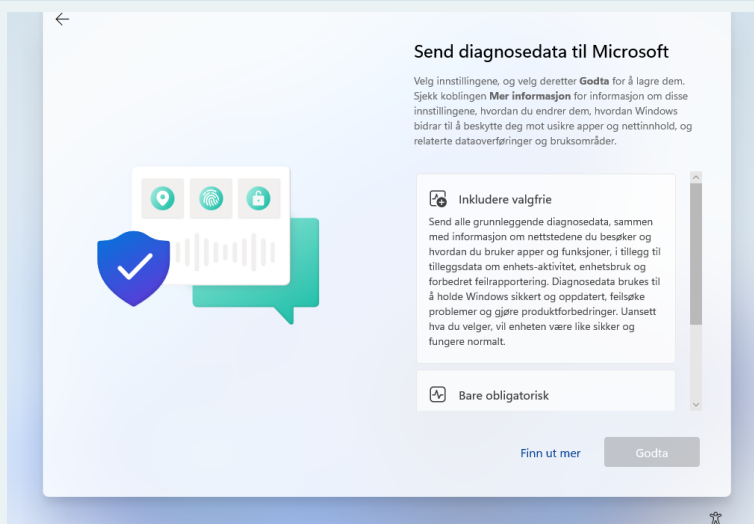 Send diagnosedata til Microsoft
Velg innstillingene, og velg deretter Godta for å lagre dem.
Sjekk koblingen Mer informasjon for informasjon om disse
innstillingene, hvordan du endrer dem, hvordan Windows
bidrar til å beskytte deg mot usikre apper og nettinnhold, og
relaterte dataoverføringer og bruksområder.
Inkludere valgfrie
Send alle grunnleggende diagnosedata, sammen
med informasjon om nettstedene du besøker og
hvordan du bruker apper og funksjoner, i tillegg til
tilleggsdata om enhets-aktivitet, enhetsbruk og
forbedret feilrapportering. Diagnosedata brukes til
å holde Windows sikkert og oppdatert, feilsøke
problemer og gjøre produktforbedringer. Uansett
hva du velger, vil enheten være like sikker og
fungere normalt.
Bare obligatorisk
Finn ut mer
Godta